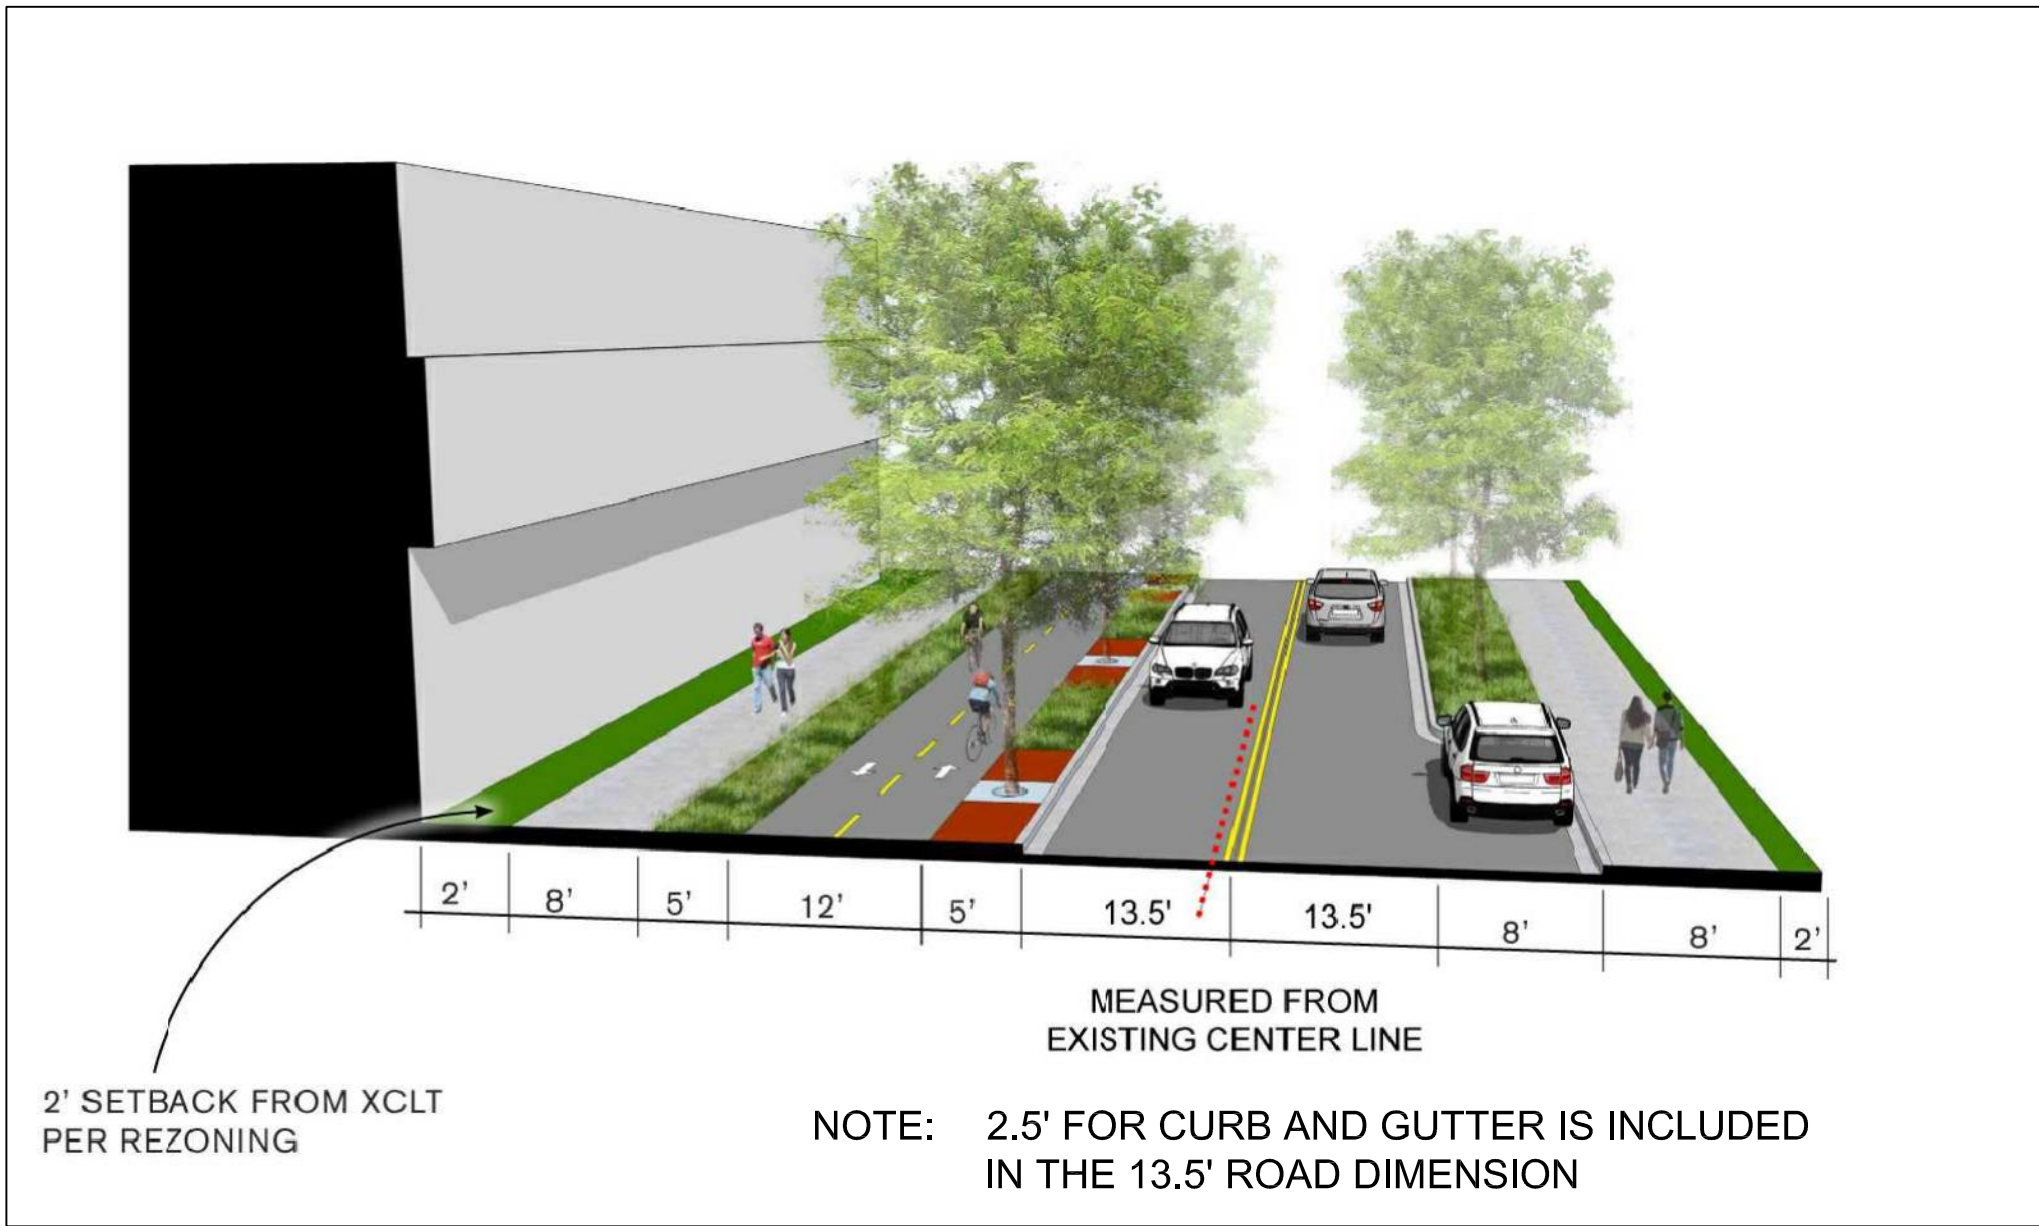 2' 8' 5' 12' 5' 13.5' 13.5' 8' 8' 2'
MEASURED FROM
EXISTING CENTER LINE
2' SETBACK FROM XCLT
PER REZONING
NOTE: 2.5' FOR CURB AND GUTTER IS INCLUDED
IN THE 13.5' ROAD DIMENSION